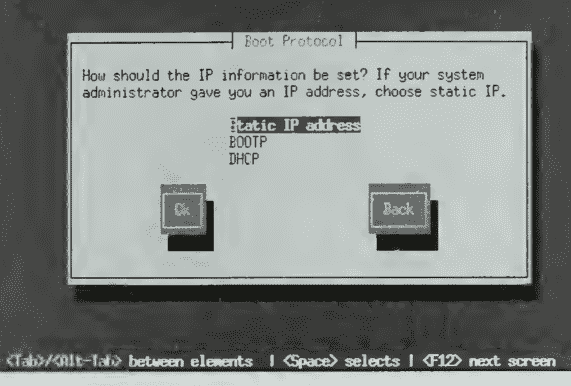 Boot Protocol
How should the IP information be set? If your system
administrator gave you an IP address, choose static IP.
Static IP address
BOOTP
DHCP
Ok Back
<Tab>/<Alt-Tab> between elements | <Space> selects | <F12> next screen